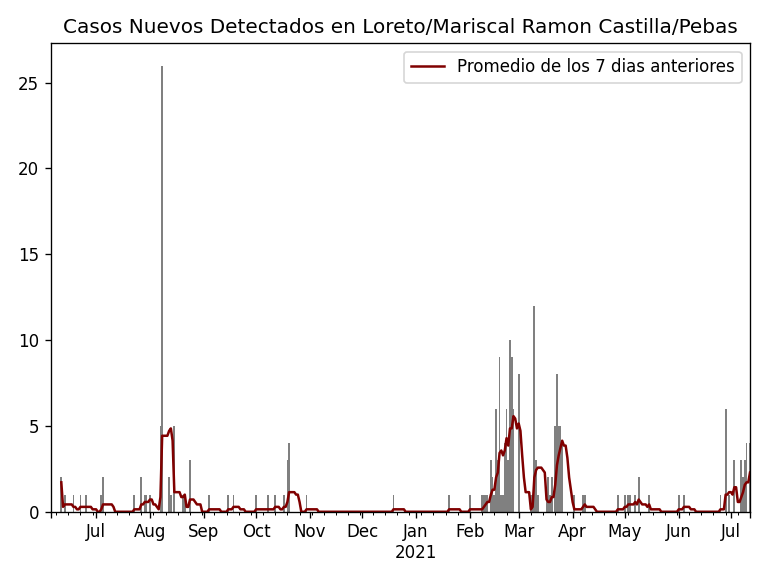 Casos Nuevos Detectados en Loreto/Mariscal Ramon Castilla/Pebas
Promedio de los 7 dias anteriores
25
20
15
10
5
0
Jul Aug Sep Oct Nov Dec Jan Feb Mar Apr May Jun Jul
2021